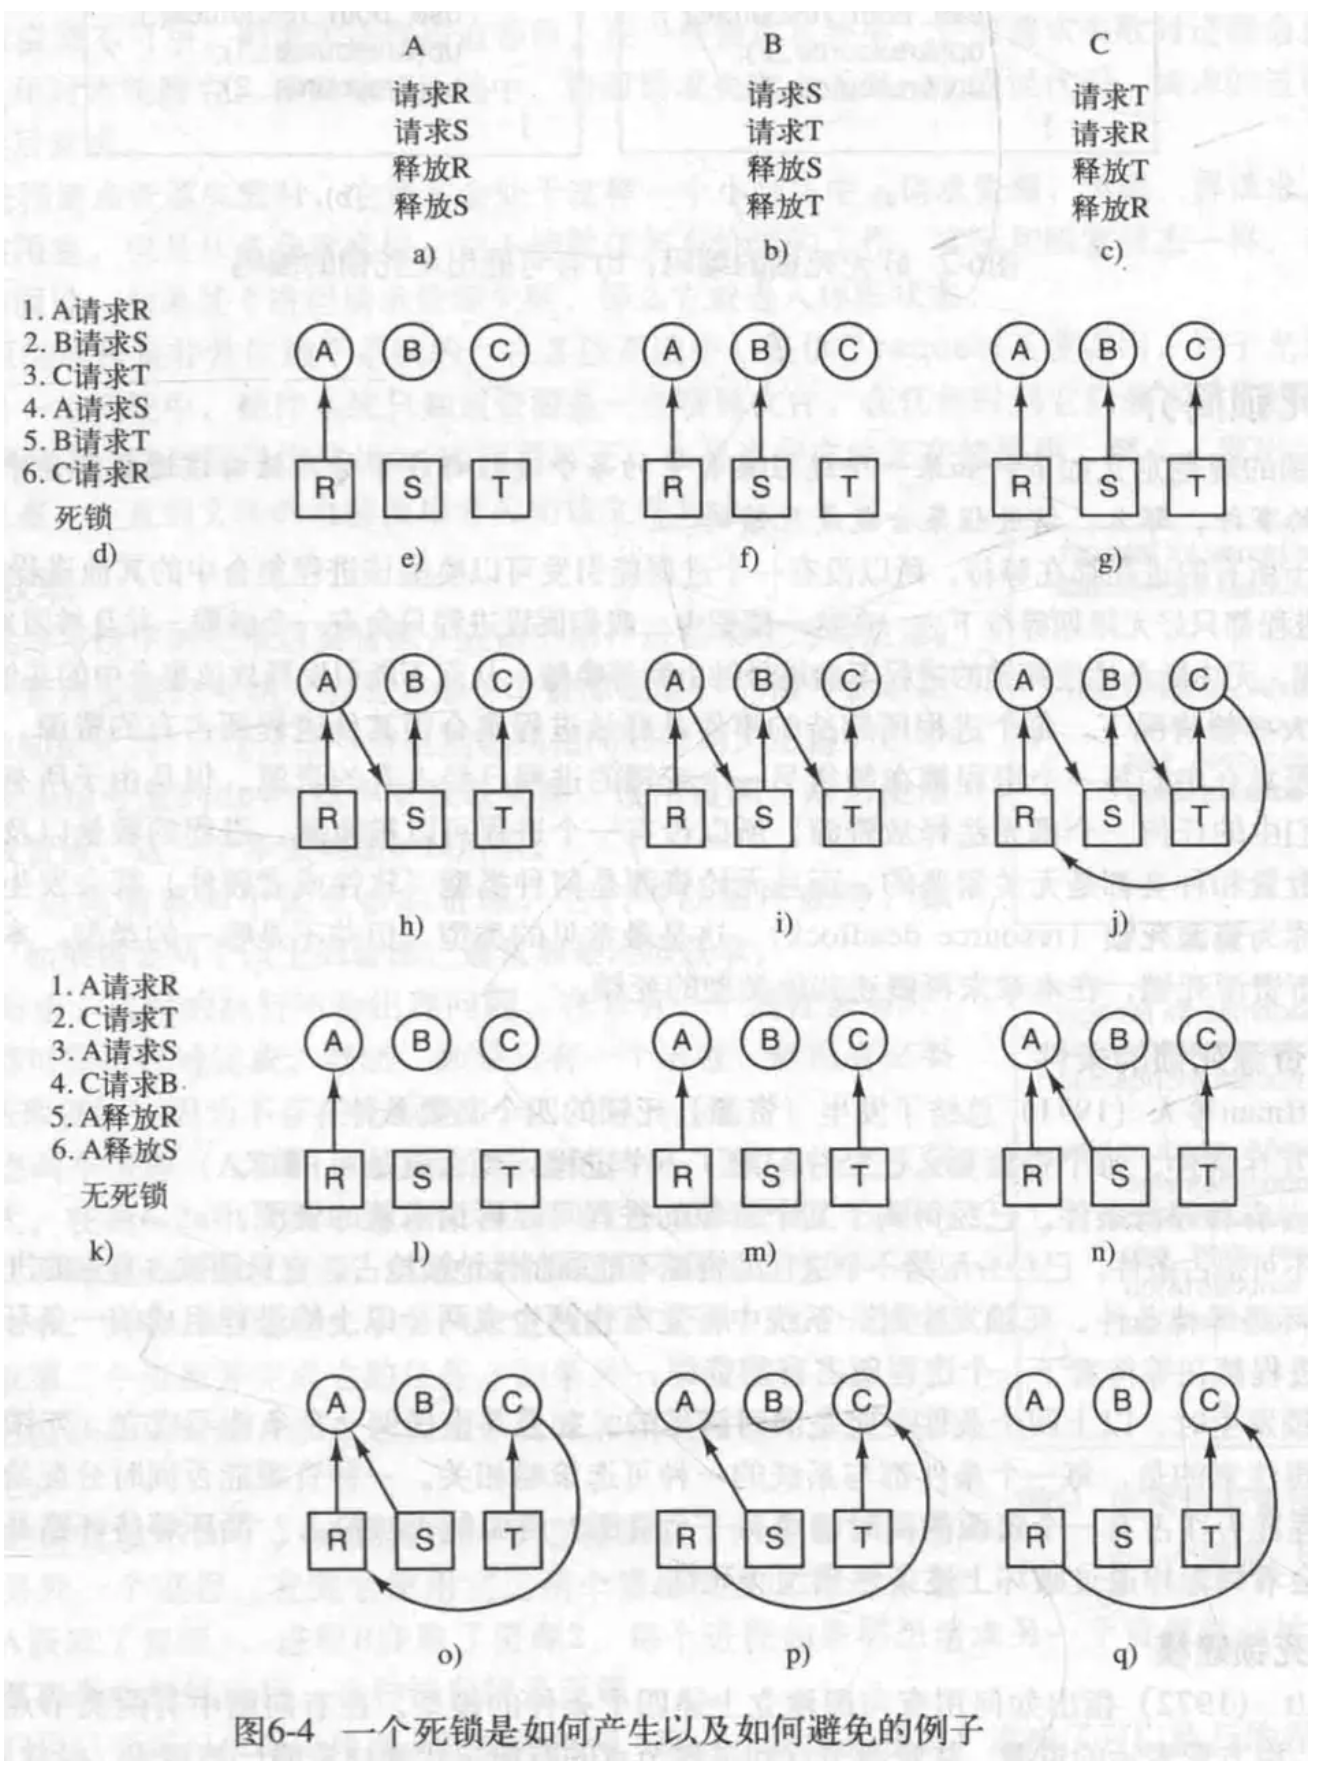 A B C
请求R 请求S 请求T
请求S 请求T 请求R
释放R 释放S 释放T
释放S 释放T 释放R
a) b) c)
1. A请求R
2. B请求S
3. C请求T
4. A请求S
5. B请求T
6. C请求R
死锁
d)
A B C
R S T
e)
A B C
R S T
f)
A B C
R S T
g)
A B C
R S T
h)
A B C
R S T
i)
A B C
R S T
j)
1. A请求R
2. C请求T
3. A请求S
4. C请求B
5. A释放R
6. A释放S
无死锁
k)
A B C
R S T
l)
A B C
R S T
m)
A B C
R S T
n)
A B C
R S T
o)
A B C
R S T
p)
A B C
R S T
q)
图6-4 一个死锁是如何产生以及如何避免的例子